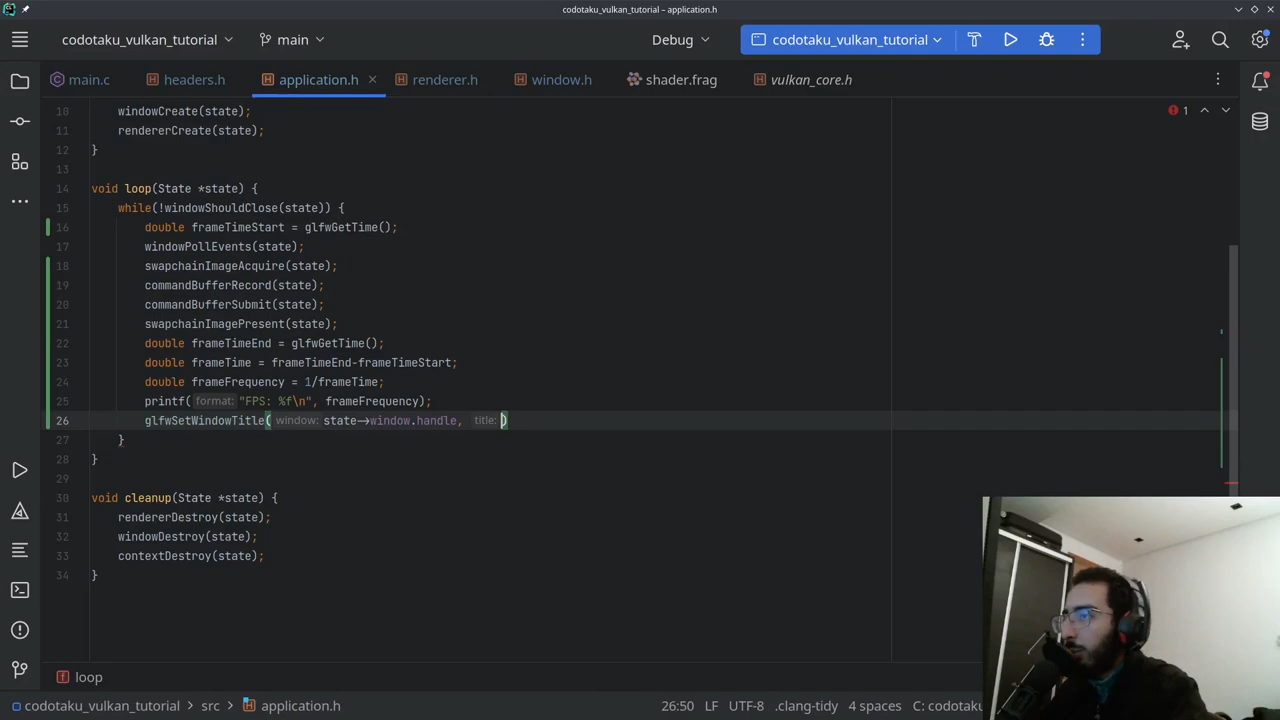 codotaku_vulkan_tutorial – application.h
codotaku_vulkan_tutorial
main
Debug
codotaku_vulkan_tutorial
main.c
headers.h
application.h
renderer.h
window.h
shader.frag
vulkan_core.h
1
10 windowCreate(state);
11 rendererCreate(state);
12 }
13
14 void loop(State *state) {
15 while(!windowShouldClose(state)) {
16 double frameTimeStart = glfwGetTime();
17 windowPollEvents(state);
18 swapchainImageAcquire(state);
19 commandBufferRecord(state);
20 commandBufferSubmit(state);
21 swapchainImagePresent(state);
22 double frameTimeEnd = glfwGetTime();
23 double frameTime = frameTimeEnd-frameTimeStart;
24 double frameFrequency = 1/frameTime;
25 printf( format: "FPS: %f\n", frameFrequency);
26 glfwSetWindowTitle( window: state->window.handle, title: )
27 }
28 }
29
30 void cleanup(State *state) {
31 rendererDestroy(state);
32 windowDestroy(state);
33 contextDestroy(state);
34 }
loop
codotaku_vulkan_tutorial > src > application.h
26:50 LF UTF-8 .clang-tidy 4 spaces C: codotaku